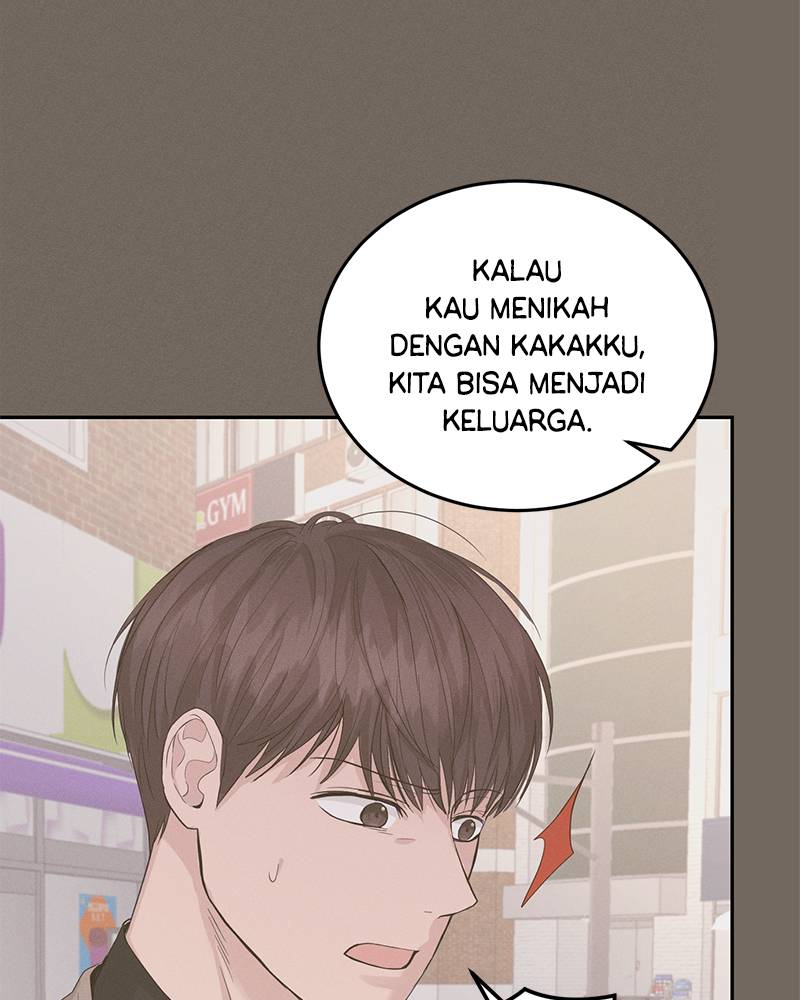 KALAU
KAU MENIKAH
DENGAN KAKAKKU,
KITA BISA MENJADI
KELUARGA.
GYM